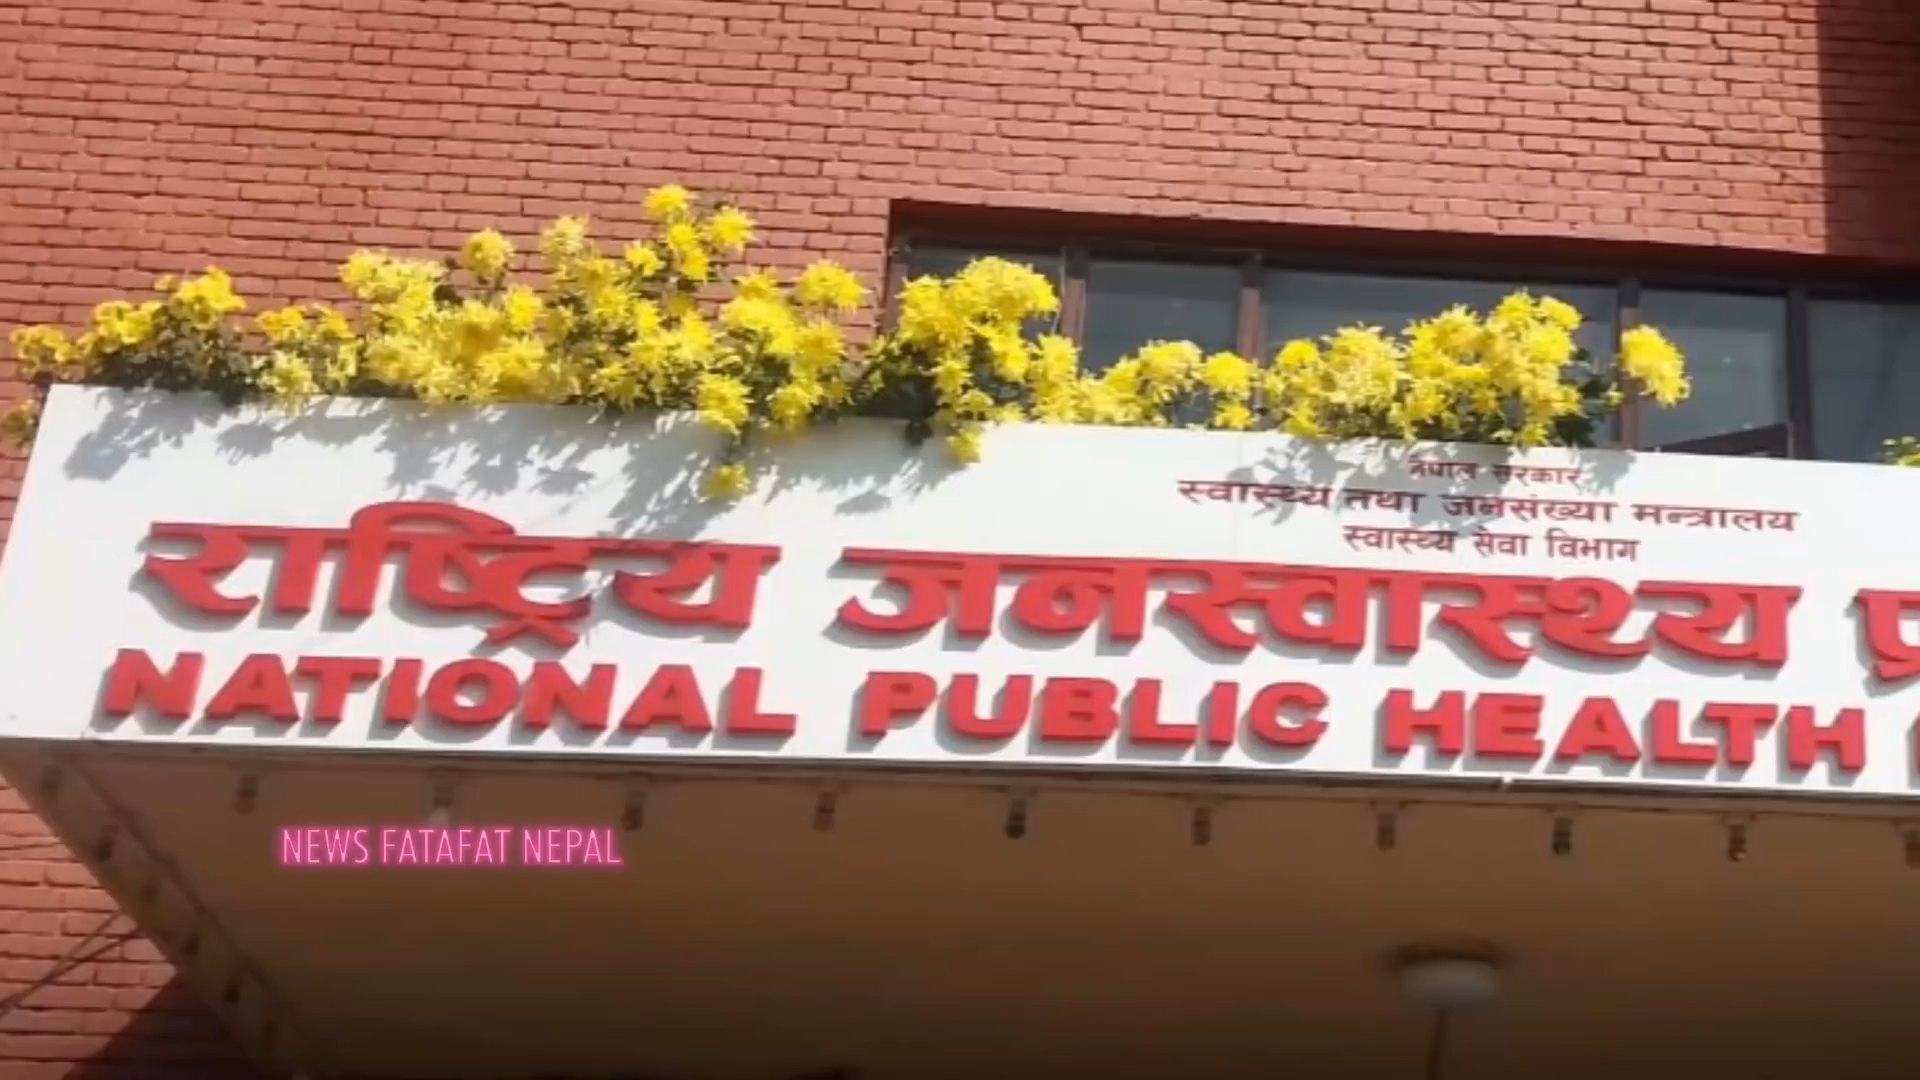 नेपाल सरकार
स्वास्थ्य तथा जनसंख्या मन्त्रालय
स्वास्थ्य सेवा विभाग
राष्ट्रिय जनस्वास्थ्य प्र
NATIONAL PUBLIC HEALTH
NEWS FATAFAT NEPAL